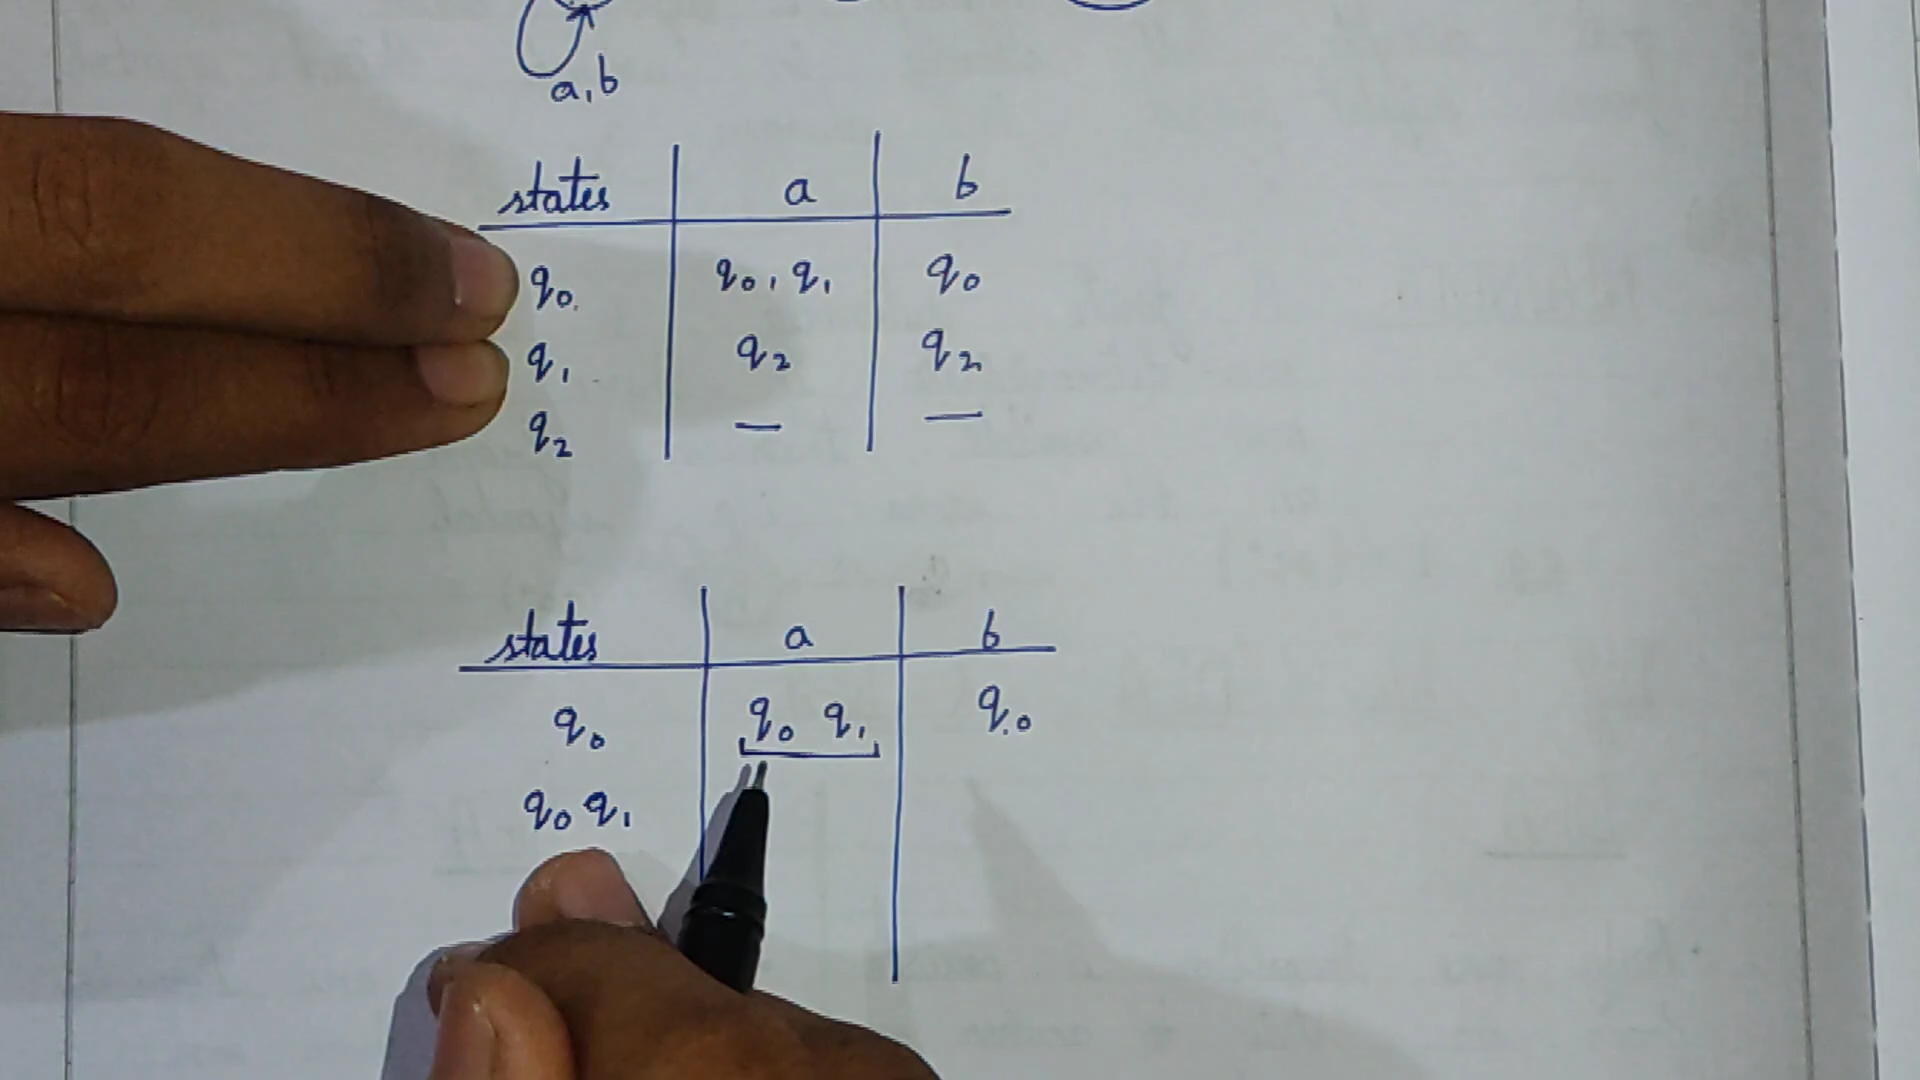 a, b
states a b
q0 q0, q1 q0
q1 q2 q2
q2 — —
states a b
q0 q0 q1 q0
q0 q1